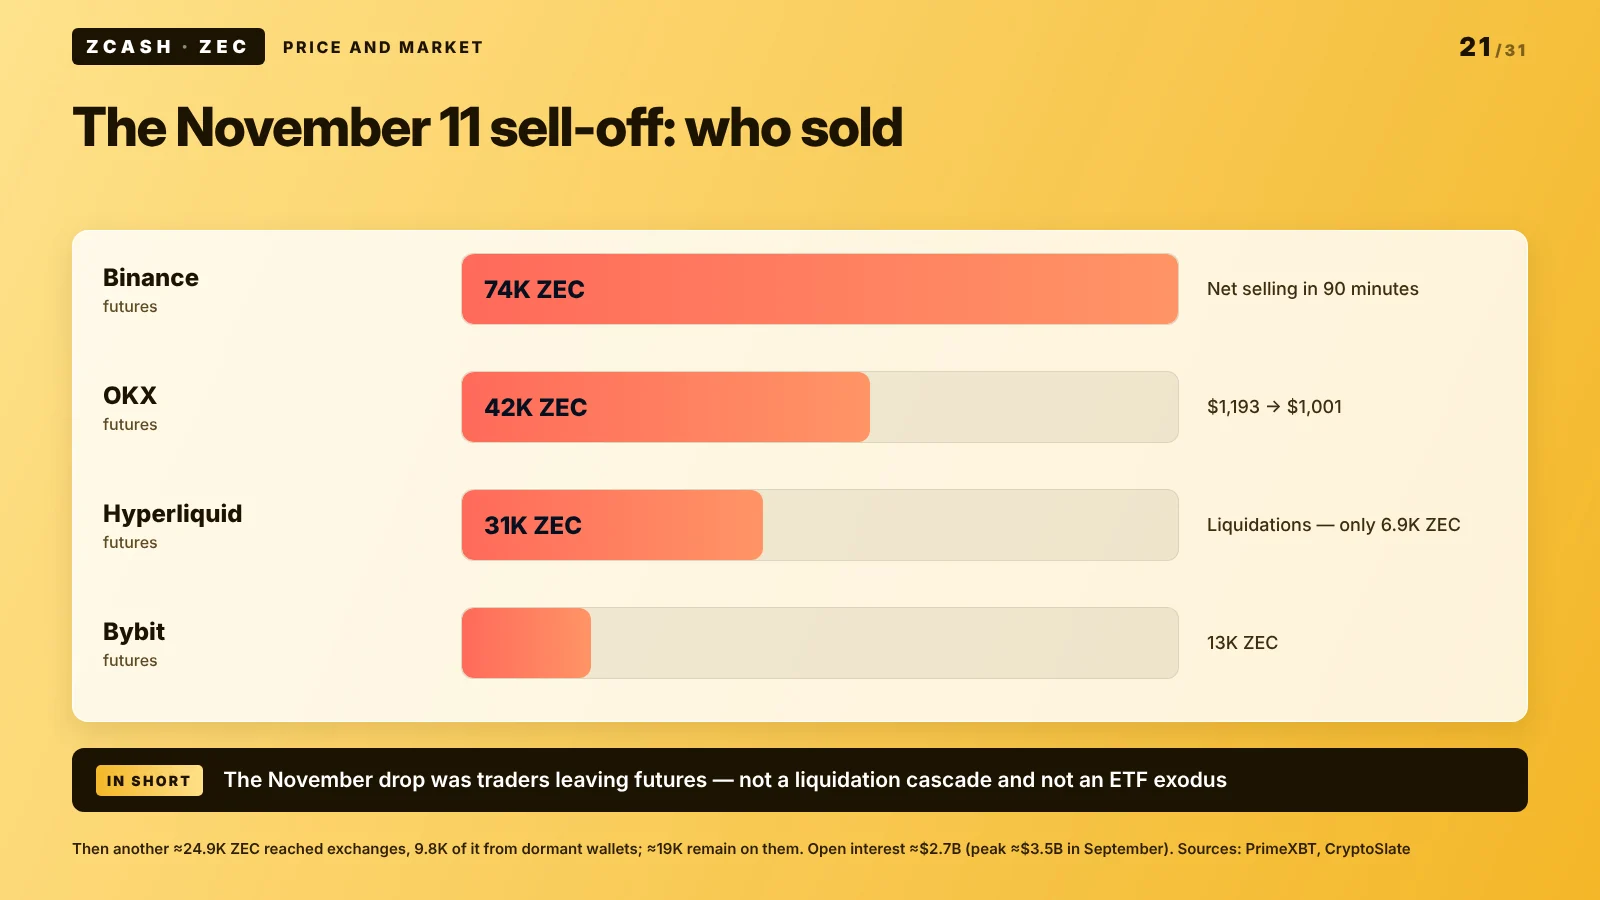 ZCASH · ZEC PRICE AND MARKET
21/31
The November 11 sell-off: who sold
Binance
futures
74K ZEC
Net selling in 90 minutes
OKX
futures
42K ZEC
$1,193 → $1,001
Hyperliquid
futures
31K ZEC
Liquidations — only 6.9K ZEC
Bybit
futures
13K ZEC
IN SHORT The November drop was traders leaving futures — not a liquidation cascade and not an ETF exodus
Then another ≈24.9K ZEC reached exchanges, 9.8K of it from dormant wallets; ≈19K remain on them. Open interest ≈$2.7B (peak ≈$3.5B in September). Sources: PrimeXBT, CryptoSlate